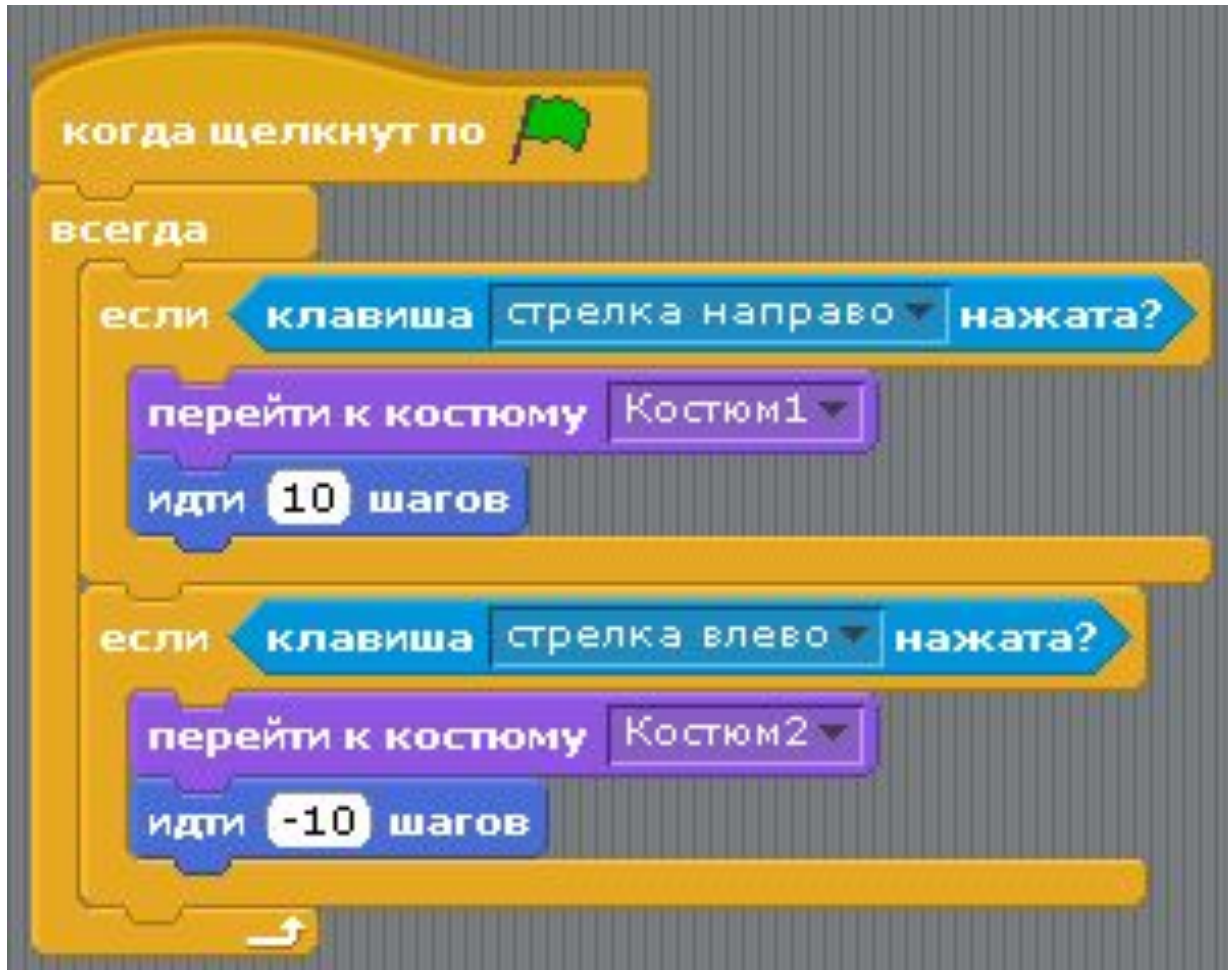 когда щелкнут по
всегда
если клавиша стрелка направо нажата?
перейти к костюму Костюм1
идти 10 шагов
если клавиша стрелка влево нажата?
перейти к костюму Костюм2
идти -10 шагов